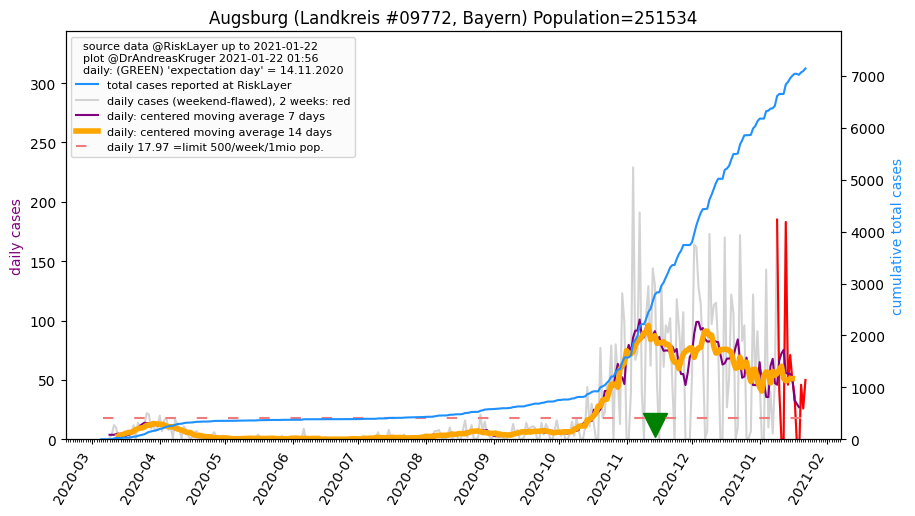 Augsburg (Landkreis #09772, Bayern) Population=251534
source data @RiskLayer up to 2021-01-22
plot @DrAndreasKruger 2021-01-22 01:56
daily: (GREEN) 'expectation day' = 14.11.2020
total cases reported at RiskLayer
daily cases (weekend-flawed), 2 weeks: red
daily: centered moving average 7 days
daily: centered moving average 14 days
daily 17.97 =limit 500/week/1mio pop.
daily cases
300
250
200
150
100
50
0
cumulative total cases
7000
6000
5000
4000
3000
2000
1000
0
2020-03
2020-04
2020-05
2020-06
2020-07
2020-08
2020-09
2020-10
2020-11
2020-12
2021-01
2021-02